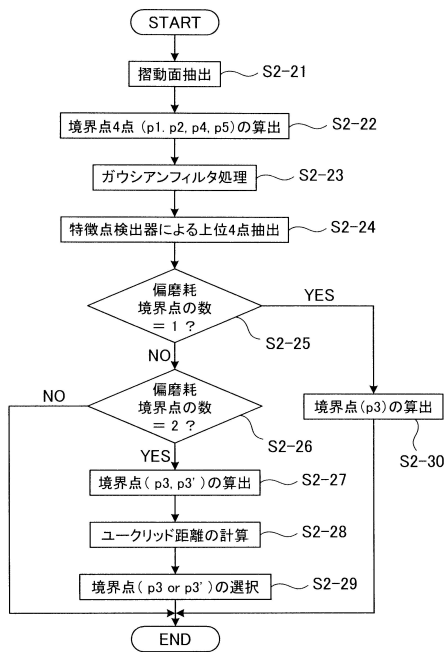 START
摺動面抽出
S2-21
境界点4点 (p1. p2, p4, p5)の算出
S2-22
ガウシアンフィルタ処理
S2-23
特徴点検出器による上位4点抽出
S2-24
偏磨耗
境界点の数
= 1 ?
YES
S2-25
NO
偏磨耗
境界点の数
= 2 ?
NO
S2-26
境界点(p3)の算出
S2-30
YES
境界点( p3, p3' )の算出
S2-27
ユークリッド距離の計算
S2-28
境界点( p3 or p3' )の選択
S2-29
END